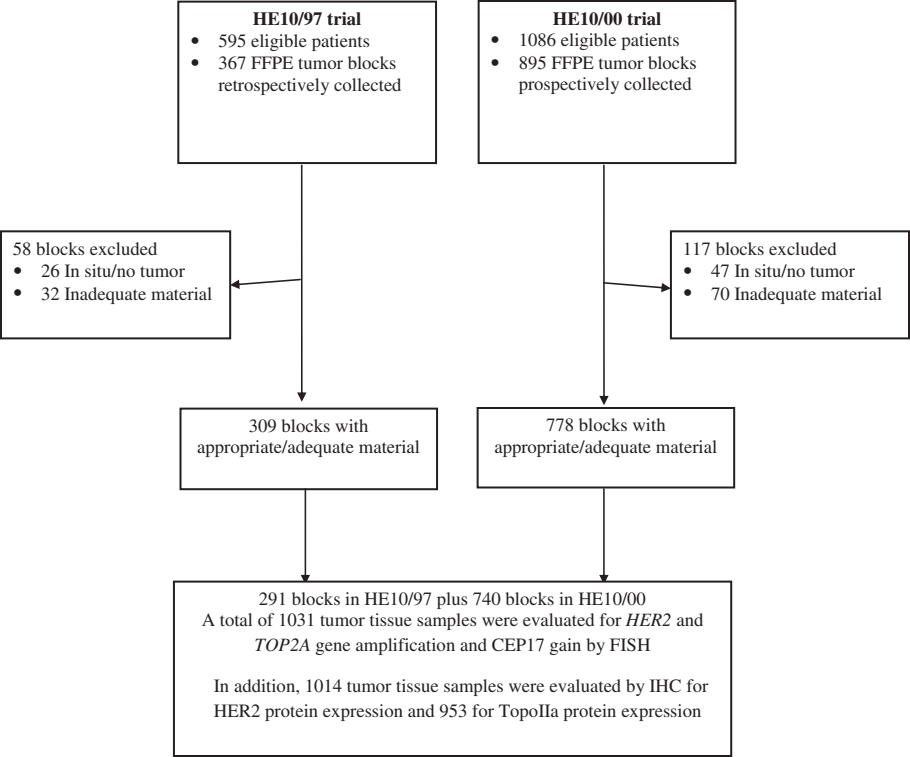 HE10/97 trial
• 595 eligible patients
• 367 FFPE tumor blocks
retrospectively collected
HE10/00 trial
• 1086 eligible patients
• 895 FFPE tumor blocks
prospectively collected
58 blocks excluded
• 26 In situ/no tumor
• 32 Inadequate material
117 blocks excluded
• 47 In situ/no tumor
• 70 Inadequate material
309 blocks with
appropriate/adequate material
778 blocks with
appropriate/adequate material
291 blocks in HE10/97 plus 740 blocks in HE10/00
A total of 1031 tumor tissue samples were evaluated for HER2 and
TOP2A gene amplification and CEP17 gain by FISH
In addition, 1014 tumor tissue samples were evaluated by IHC for
HER2 protein expression and 953 for TopoIIa protein expression